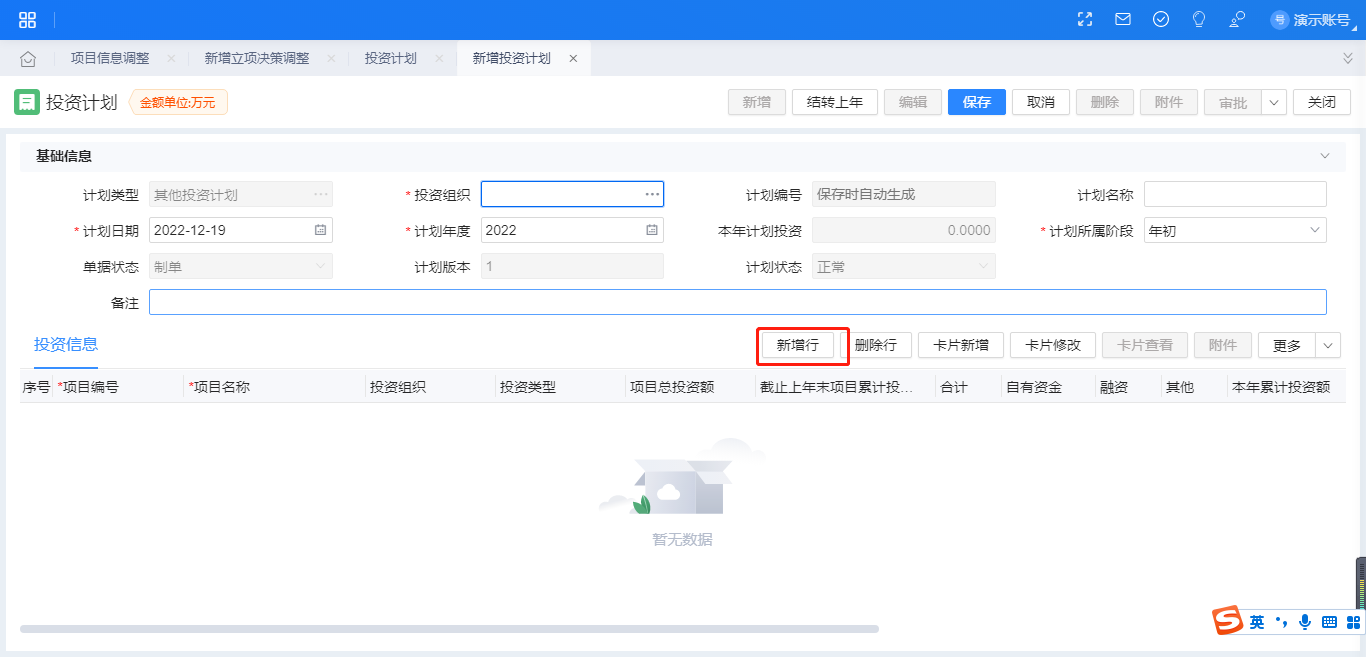 号 演示账号
项目信息调整 新增立项决策调整 投资计划 新增投资计划
投资计划 金额单位:万元 新增 结转上年 编辑 保存 取消 删除 附件 审批 关闭
基础信息
计划类型 其他投资计划 * 投资组织 计划编号 保存时自动生成 计划名称
* 计划日期 2022-12-19 * 计划年度 2022 本年计划投资 0.0000 * 计划所属阶段 年初
单据状态 制单 计划版本 1 计划状态 正常
备注
投资信息 新增行 删除行 卡片新增 卡片修改 卡片查看 附件 更多
序号 *项目编号 *项目名称 投资组织 投资类型 项目总投资额 截止上年末项目累计投... 合计 自有资金 融资 其他 本年累计投资额
暂无数据
S 英